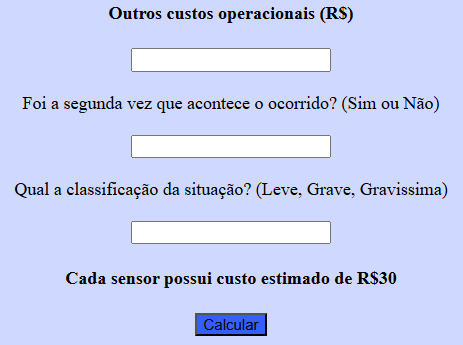 Outros custos operacionais (R$)
Foi a segunda vez que acontece o ocorrido? (Sim ou Não)
Qual a classificação da situação? (Leve, Grave, Gravissima)
Cada sensor possui custo estimado de R$30
Calcular